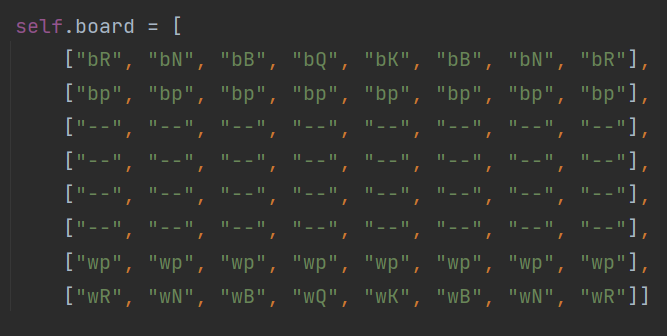 self.board = [
["bR", "bN", "bB", "bQ", "bK", "bB", "bN", "bR"],
["bp", "bp", "bp", "bp", "bp", "bp", "bp", "bp"],
["--", "--", "--", "--", "--", "--", "--", "--"],
["--", "--", "--", "--", "--", "--", "--", "--"],
["--", "--", "--", "--", "--", "--", "--", "--"],
["--", "--", "--", "--", "--", "--", "--", "--"],
["wp", "wp", "wp", "wp", "wp", "wp", "wp", "wp"],
["wR", "wN", "wB", "wQ", "wK", "wB", "wN", "wR"]]